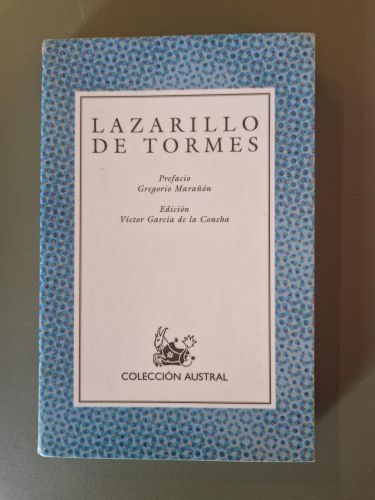 LAZARILLO
DE TORMES
Prefacio
Gregorio Marañón
Edición
Víctor García de la Concha
COLECCIÓN AUSTRAL